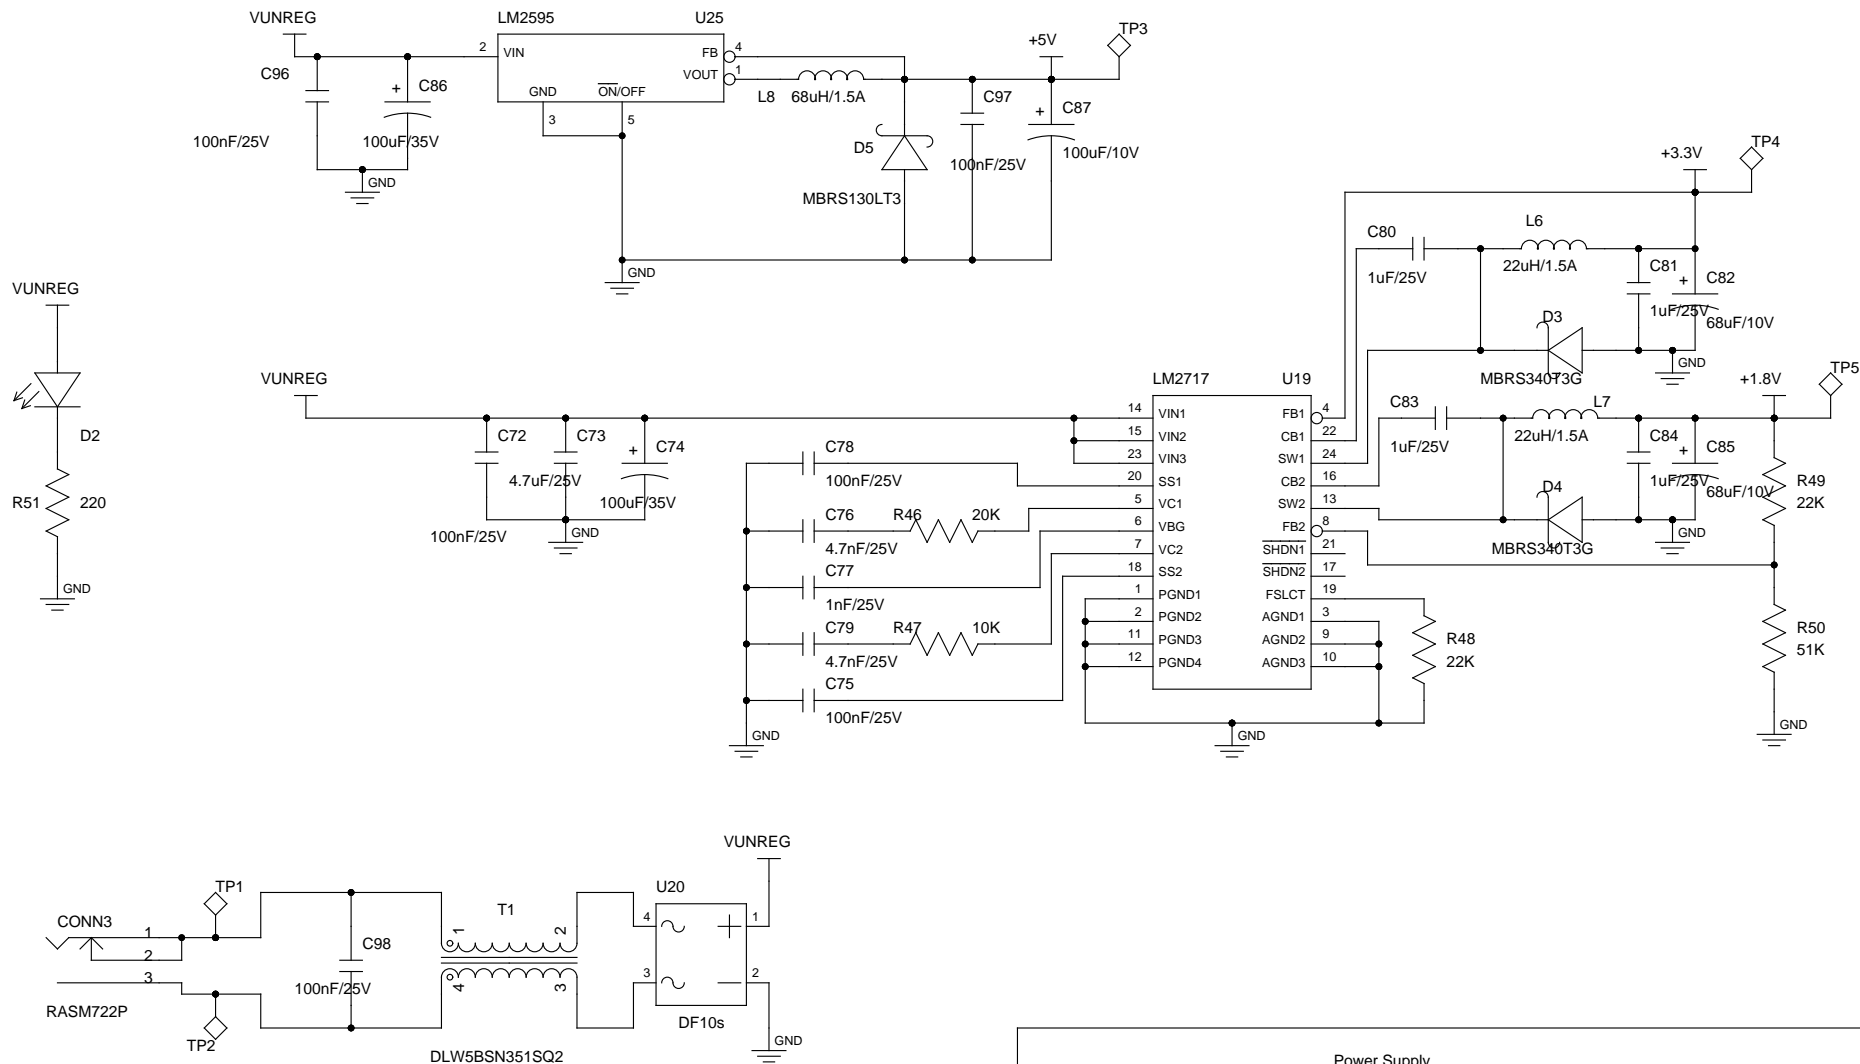 VUNREG
LM2595
U25
2
VIN
FB
4
VOUT
1
GND
ON/OFF
3
5
C96
100nF/25V
+
C86
100uF/35V
GND
L8
68uH/1.5A
D5
MBRS130LT3
C97
100nF/25V
+5V
+
C87
100uF/10V
TP3
GND
VUNREG
D2
R51
220
GND
VUNREG
C72
100nF/25V
C73
4.7uF/25V
+
C74
100uF/35V
GND
C78
100nF/25V
C76
4.7nF/25V
R46
20K
C77
1nF/25V
C79
4.7nF/25V
R47
10K
C75
100nF/25V
GND
LM2717
U19
14
VIN1
15
VIN2
23
VIN3
20
SS1
5
VC1
6
VBG
7
VC2
18
SS2
1
PGND1
2
PGND2
11
PGND3
12
PGND4
FB1
4
CB1
22
SW1
24
CB2
16
SW2
13
FB2
8
SHDN1
21
SHDN2
17
FSLCT
19
AGND1
3
AGND2
9
AGND3
10
GND
R48
22K
+3.3V
TP4
C80
1uF/25V
L6
22uH/1.5A
C81
1uF/25V
+
C82
68uF/10V
D3
MBRS340T3G
GND
+1.8V
TP5
C83
1uF/25V
L7
22uH/1.5A
C84
1uF/25V
+
C85
68uF/10V
D4
MBRS340T3G
GND
R49
22K
R50
51K
GND
CONN3
1
2
3
RASM722P
TP1
TP2
C98
100nF/25V
T1
1
2
4
3
DLW5BSN351SQ2
U20
4
3
1
2
DF10s
VUNREG
GND
Power Supply